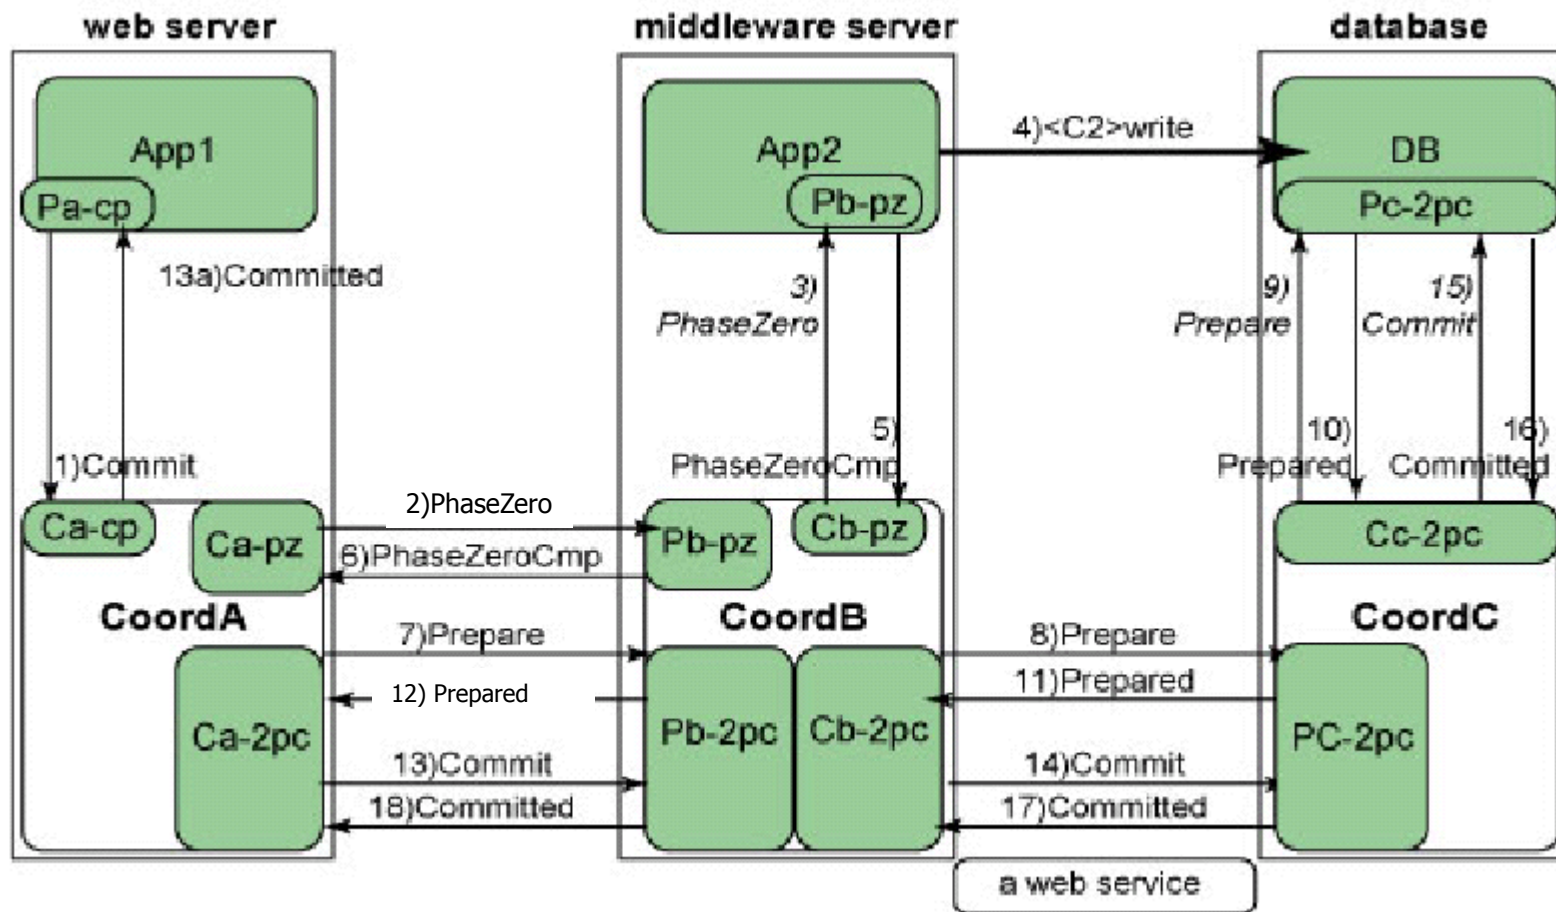 web server
middleware server
database
App1
Pa-cp
13a)Committed
1)Commit
Ca-cp
Ca-pz
CoordA
Ca-2pc
App2
Pb-pz
3)
PhaseZero
5)
PhaseZeroCmp
Pb-pz
Cb-pz
CoordB
Pb-2pc
Cb-2pc
4)<C2>write
DB
Pc-2pc
9)
Prepare
15)
Commit
10)
Prepared
16)
Committed
Cc-2pc
CoordC
PC-2pc
2)PhaseZero
6)PhaseZeroCmp
7)Prepare
12) Prepared
13)Commit
18)Committed
8)Prepare
11)Prepared
14)Commit
17)Committed
a web service